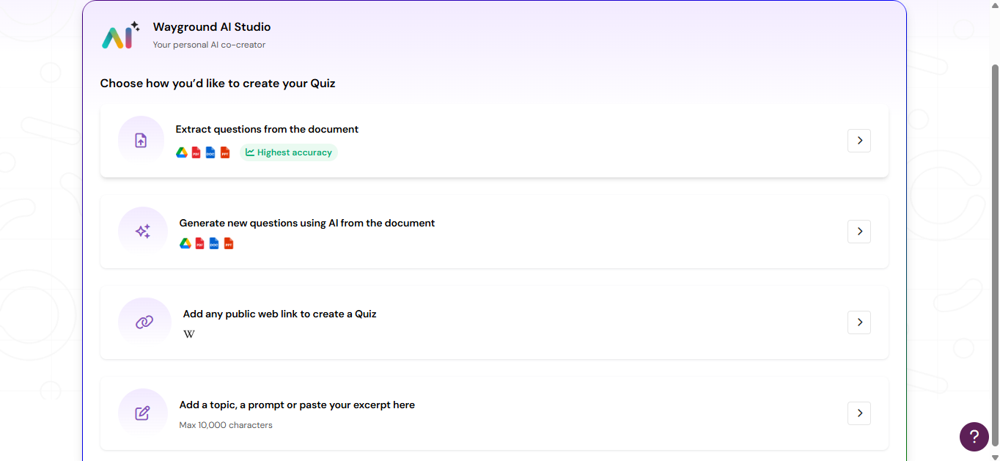 Wayground AI Studio
Your personal AI co-creator
Choose how you’d like to create your Quiz
Extract questions from the document
PDF DOC PPT Highest accuracy
Generate new questions using AI from the document
PDF DOC PPT
Add any public web link to create a Quiz
W
Add a topic, a prompt or paste your excerpt here
Max 10,000 characters
?